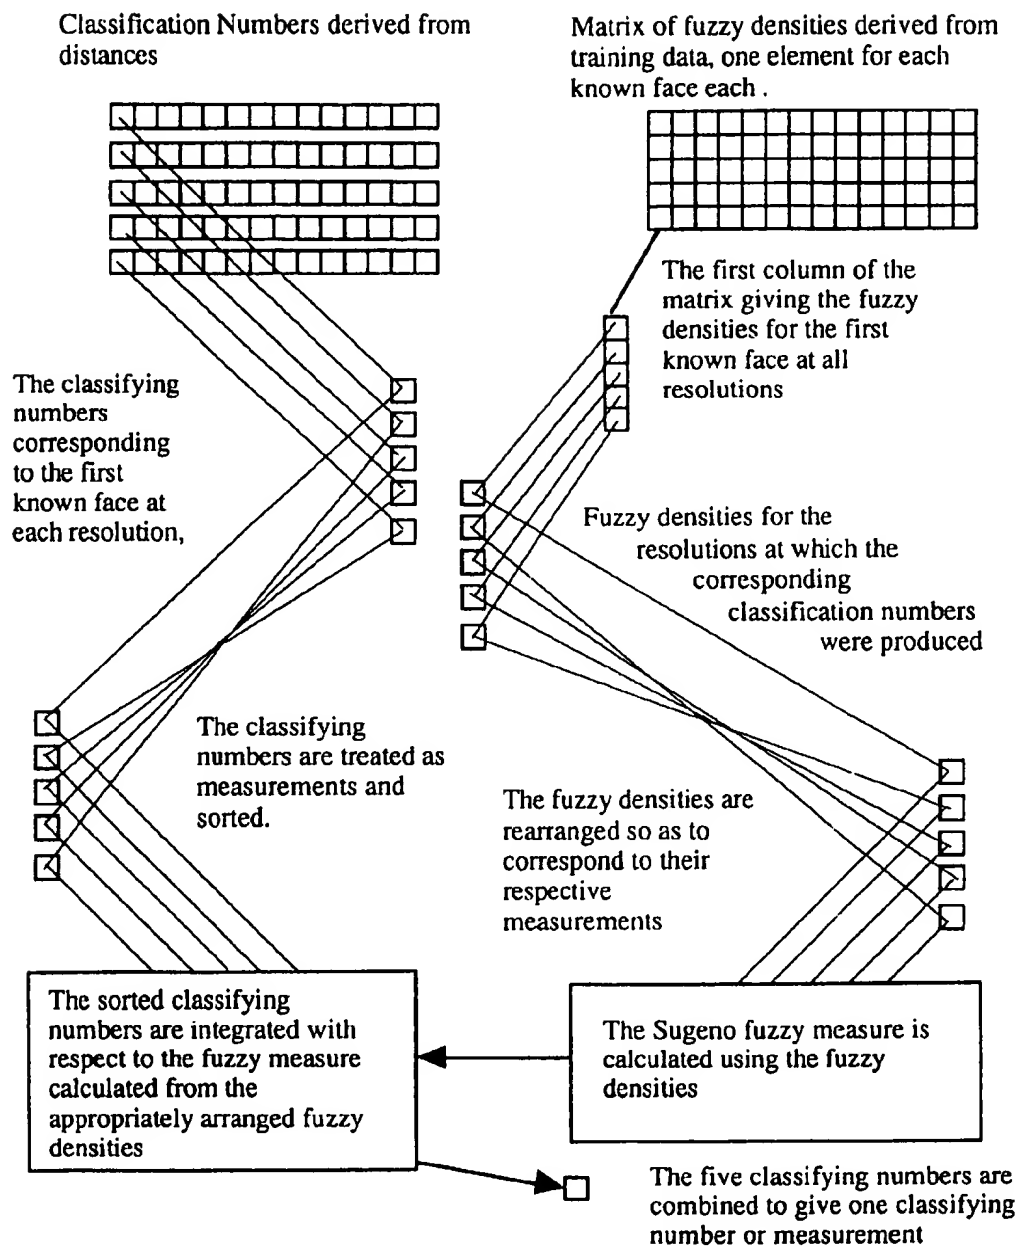 Classification Numbers derived from
distances
Matrix of fuzzy densities derived from
training data, one element for each
known face each .
The first column of the
matrix giving the fuzzy
densities for the first
known face at all
resolutions
The classifying
numbers
corresponding
to the first
known face at
each resolution,
Fuzzy densities for the
resolutions at which the
corresponding
classification numbers
were produced
The classifying
numbers are treated as
measurements and
sorted.
The fuzzy densities are
rearranged so as to
correspond to their
respective
measurements
The sorted classifying
numbers are integrated with
respect to the fuzzy measure
calculated from the
appropriately arranged fuzzy
densities
The Sugeno fuzzy measure is
calculated using the fuzzy
densities
The five classifying numbers are
combined to give one classifying
number or measurement